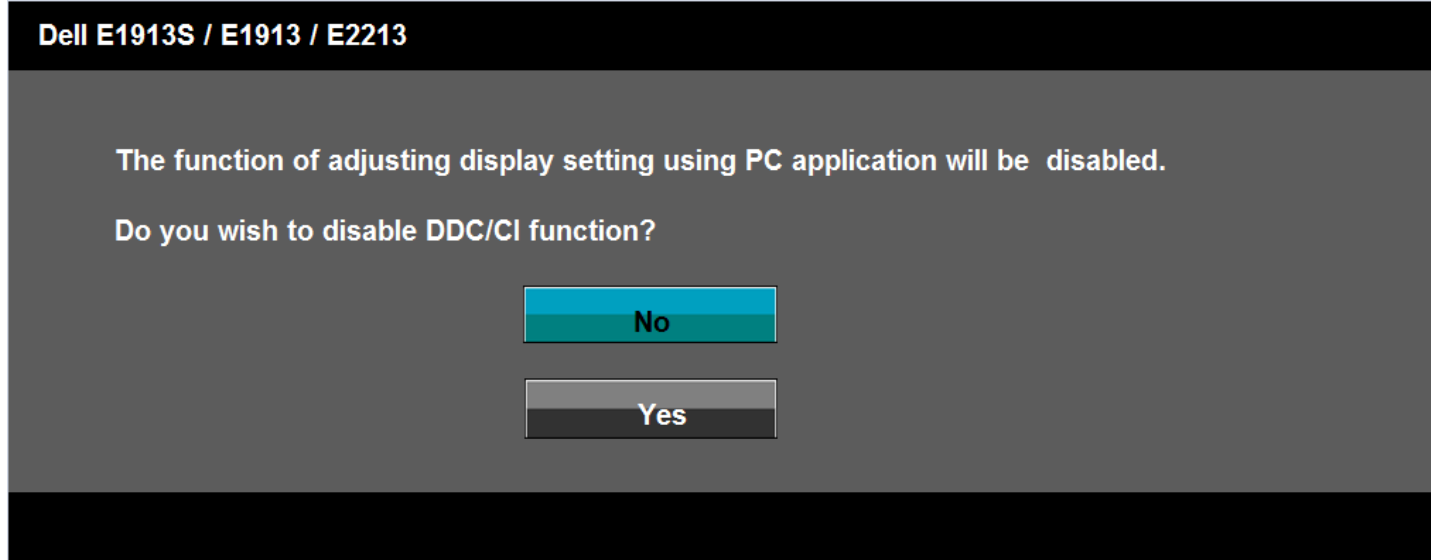 Dell E1913S / E1913 / E2213
The function of adjusting display setting using PC application will be  disabled.
Do you wish to disable DDC/CI function?
No
Yes